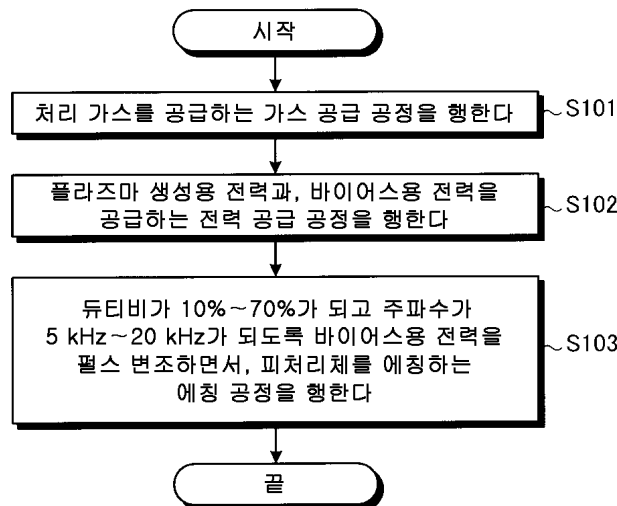 시작
처리 가스를 공급하는 가스 공급 공정을 행한다
S101
플라즈마 생성용 전력과, 바이어스용 전력을
공급하는 전력 공급 공정을 행한다
S102
듀티비가 10%~70%가 되고 주파수가
5 kHz~20 kHz가 되도록 바이어스용 전력을
펄스 변조하면서, 피처리체를 에칭하는
에칭 공정을 행한다
S103
끝